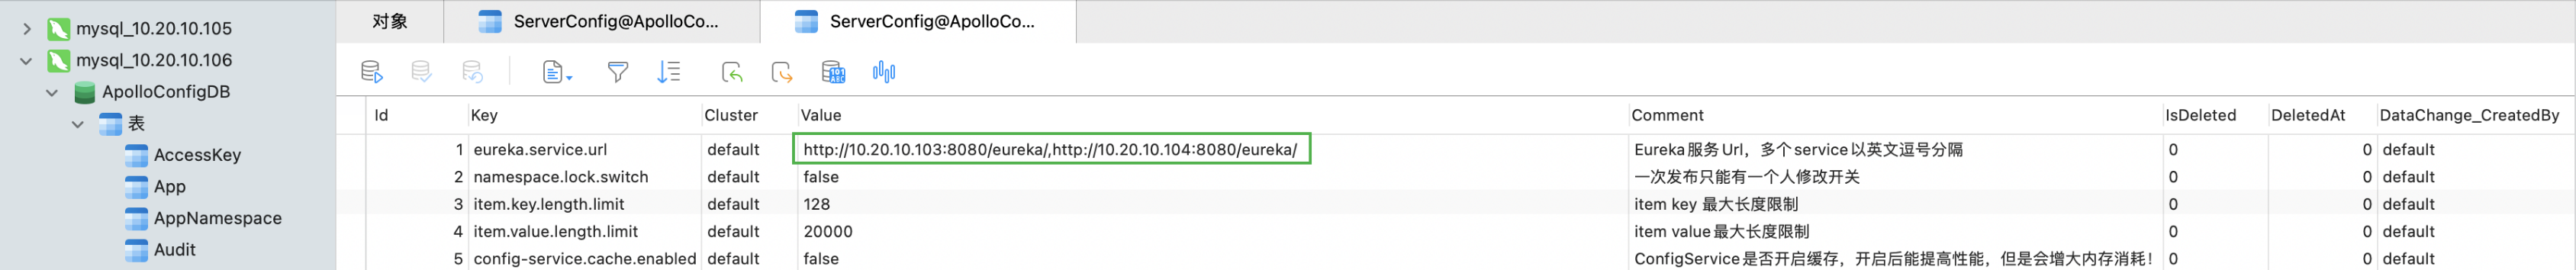 mysql_10.20.10.105
mysql_10.20.10.106
ApolloConfigDB
表
AccessKey
App
AppNamespace
Audit
对象 ServerConfig@ApolloCo... ServerConfig@ApolloCo...
Id Key Cluster Value Comment IsDeleted DeletedAt DataChange_CreatedBy
1 eureka.service.url default http://10.20.10.103:8080/eureka/,http://10.20.10.104:8080/eureka/ Eureka服务Url，多个service以英文逗号分隔 0 0 default
2 namespace.lock.switch default false 一次发布只能有一个人修改开关 0 0 default
3 item.key.length.limit default 128 item key 最大长度限制 0 0 default
4 item.value.length.limit default 20000 item value最大长度限制 0 0 default
5 config-service.cache.enabled default false ConfigService是否开启缓存，开启后能提高性能，但是会增大内存消耗！ 0 0 default